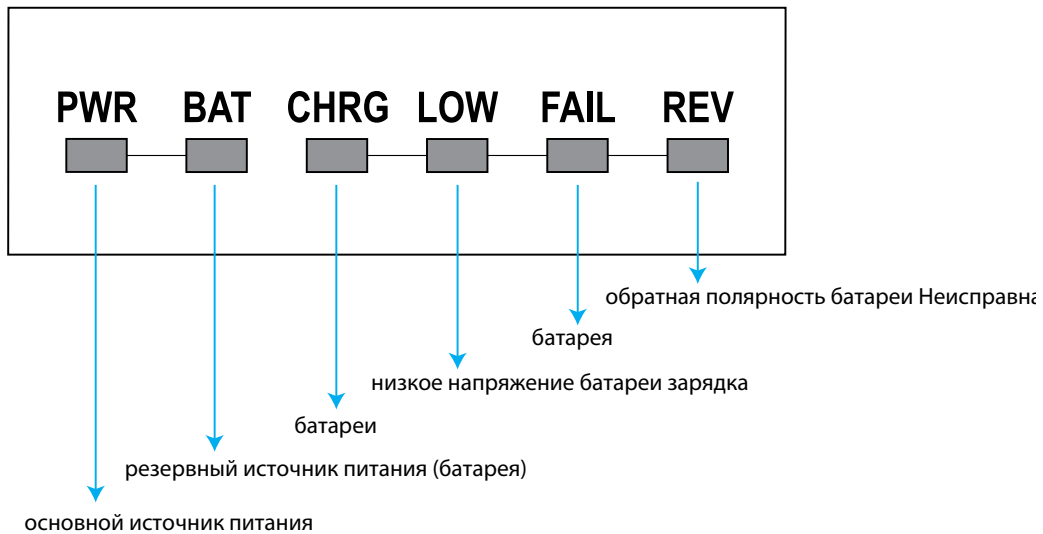 PWR BAT CHRG LOW FAIL REV
обратная полярность батареи Неисправна
батарея
низкое напряжение батареи зарядка
батареи
резервный источник питания (батарея)
основной источник питания